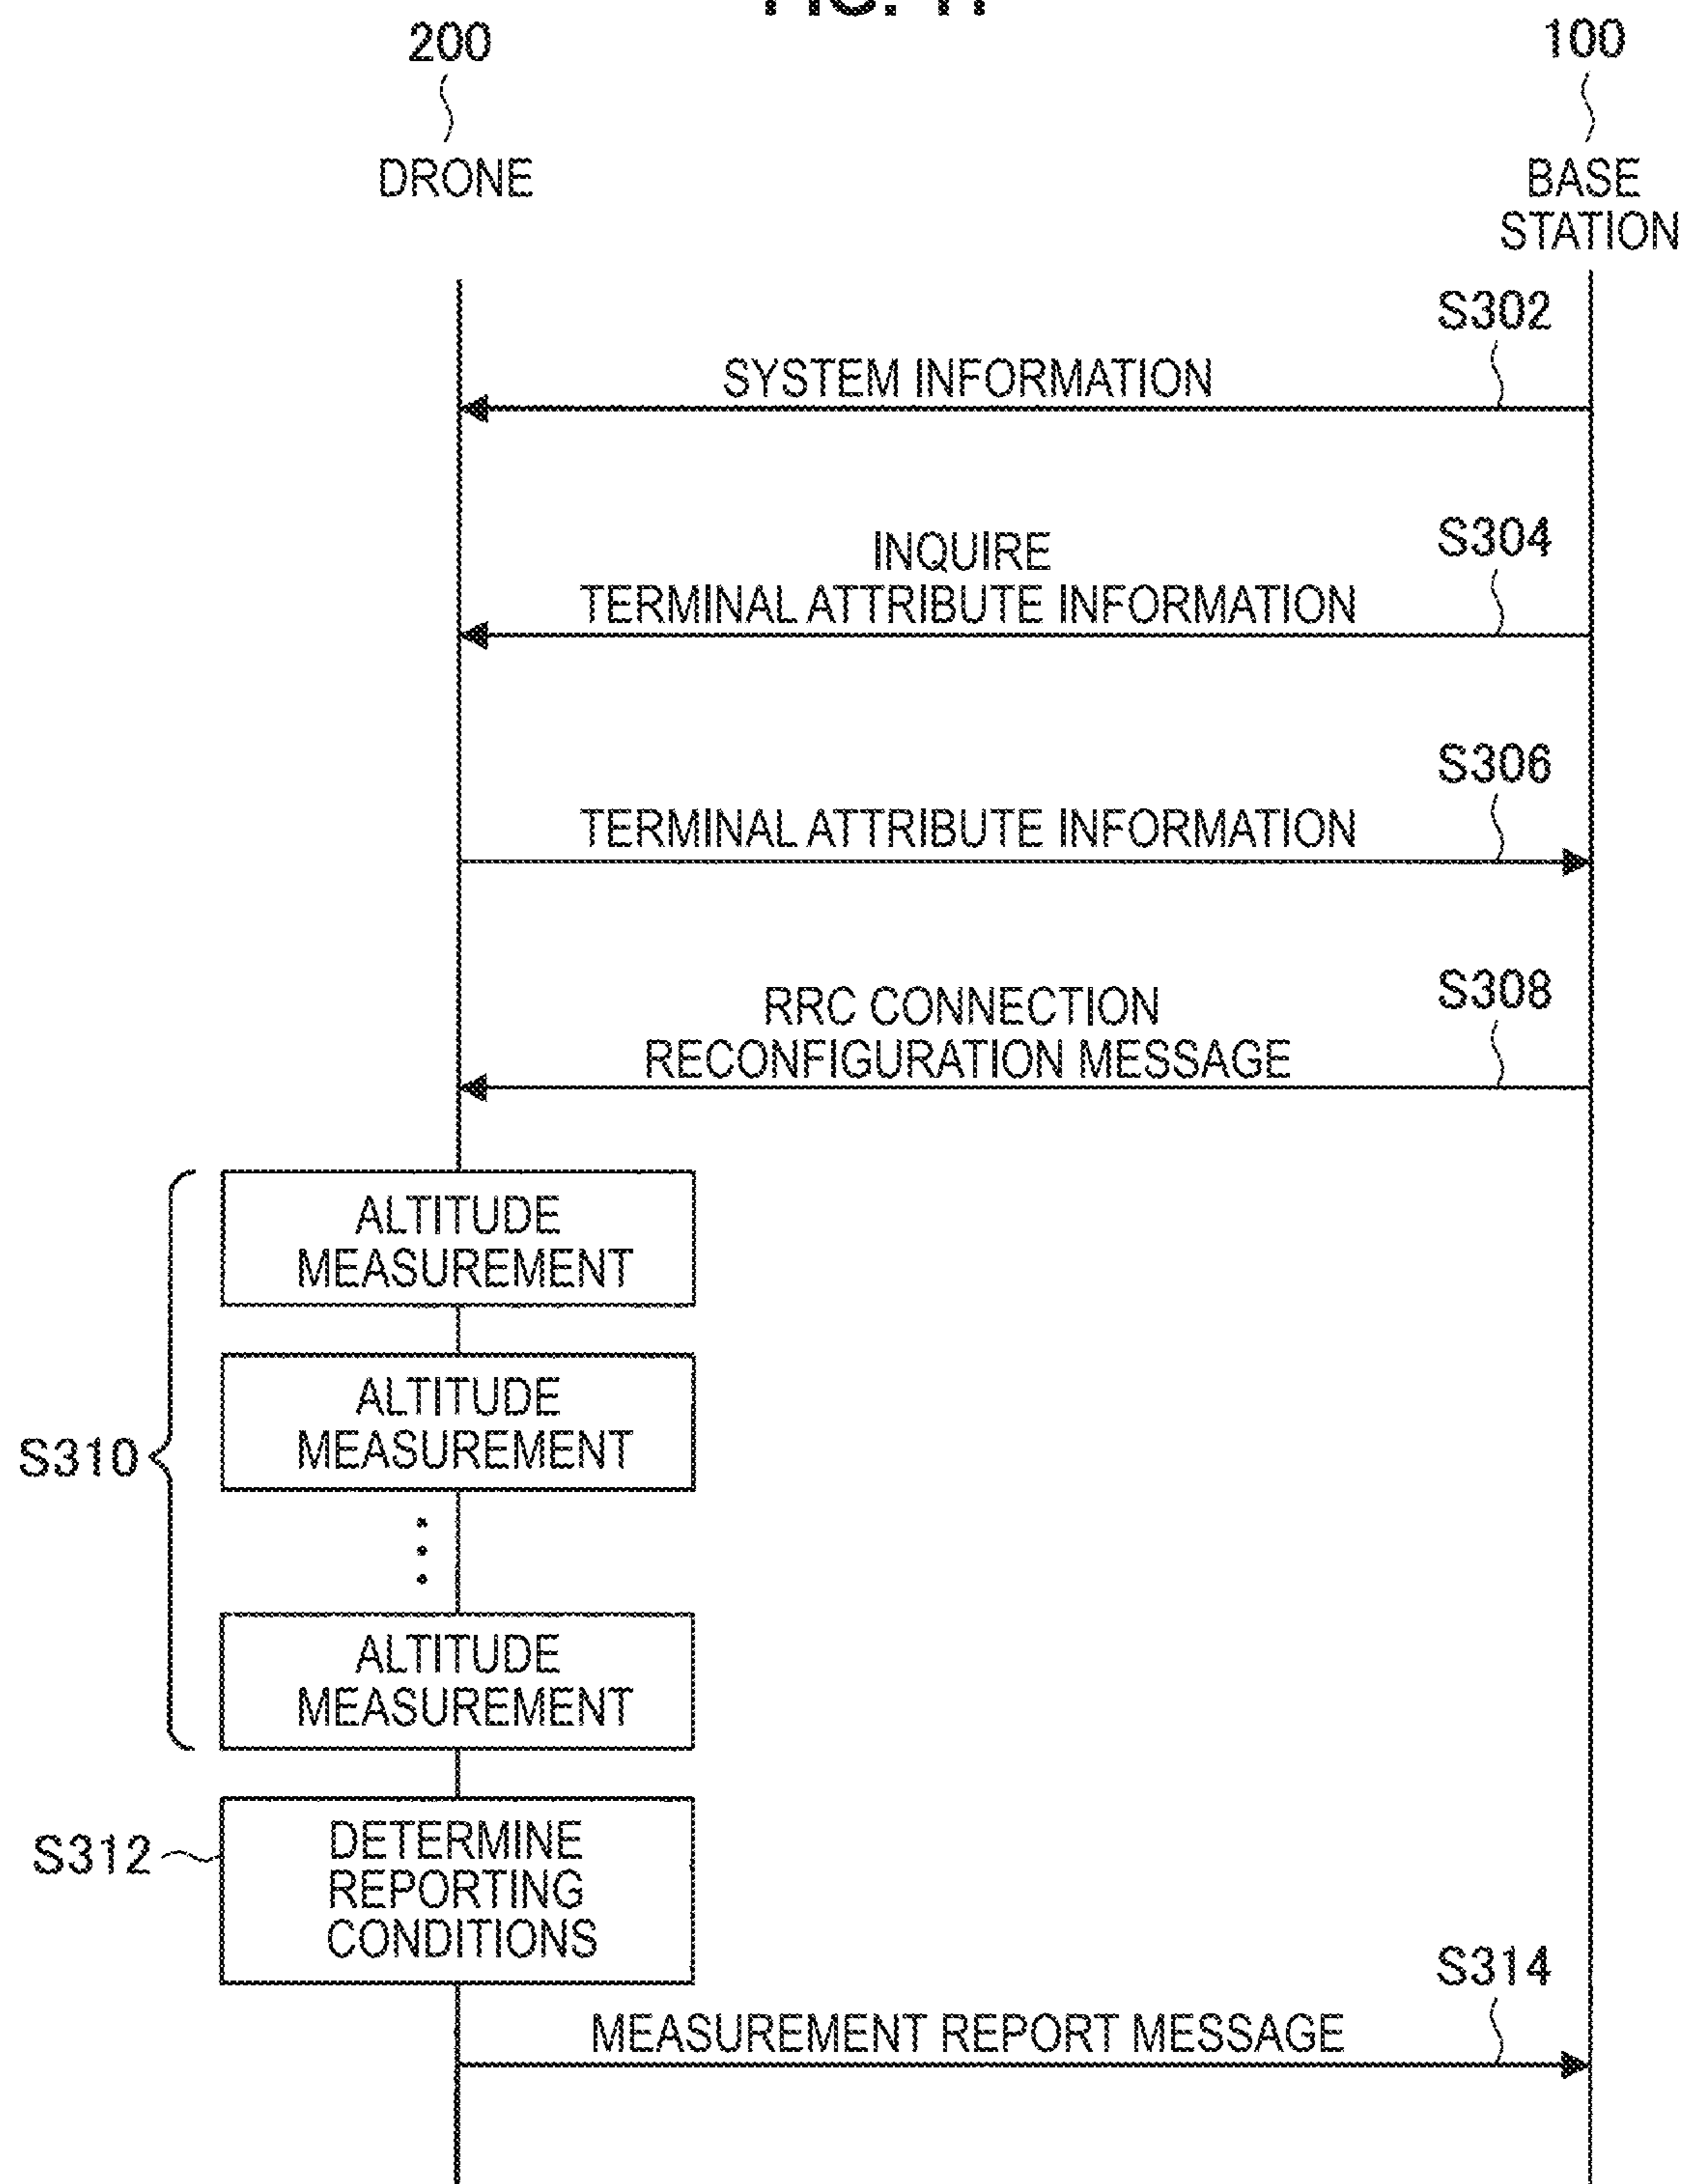 200
100
DRONE
BASE
STATION
S302
SYSTEM INFORMATION
S304
INQUIRE
TERMINAL ATTRIBUTE INFORMATION
S306
TERMINAL ATTRIBUTE INFORMATION
S308
RRC CONNECTION
RECONFIGURATION MESSAGE
ALTITUDE
MEASUREMENT
ALTITUDE
MEASUREMENT
S310
ALTITUDE
MEASUREMENT
S312
DETERMINE
REPORTING
CONDITIONS
S314
MEASUREMENT REPORT MESSAGE